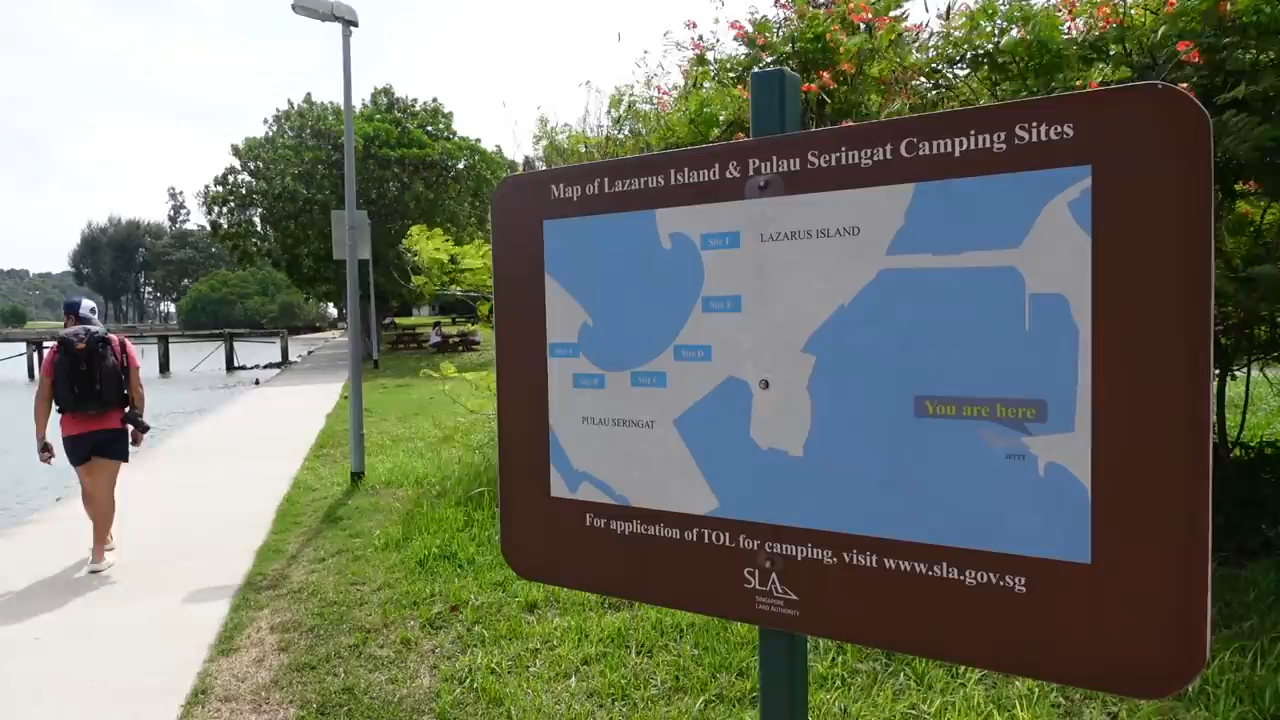 Map of Lazarus Island & Pulau Seringat Camping Sites
Site F
LAZARUS ISLAND
Site E
Site A
Site D
Site B
Site C
You are here
PULAU SERINGAT
JETTY
For application of TOL for camping, visit www.sla.gov.sg
SLA
SINGAPORE
LAND AUTHORITY